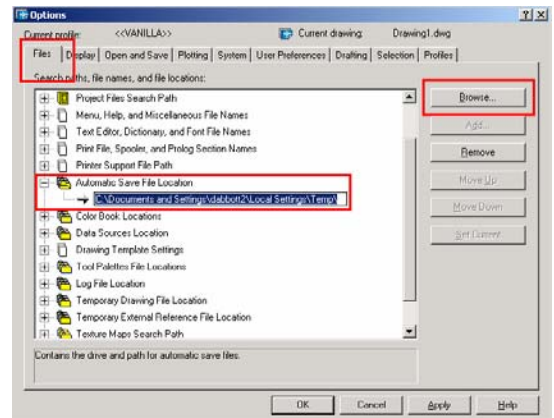 Options
Current profile: <<VANILLA>> Current drawing: Drawing1.dwg
Files Display Open and Save Plotting System User Preferences Drafting Selection Profiles
Search paths, file names, and file locations:
Project Files Search Path
Menu, Help, and Miscellaneous File Names
Text Editor, Dictionary, and Font File Names
Print File, Spooler, and Prolog Section Names
Printer Support File Path
Automatic Save File Location
C:\Documents and Settings\dabbott2\Local Settings\Temp\
Color Book Locations
Data Sources Location
Drawing Template Settings
Tool Palettes File Locations
Log File Location
Temporary Drawing File Location
Temporary External Reference File Location
Texture Maps Search Path
Browse...
Add...
Remove
Move Up
Move Down
Set Current
Contains the drive and path for automatic save files.
OK Cancel Apply Help